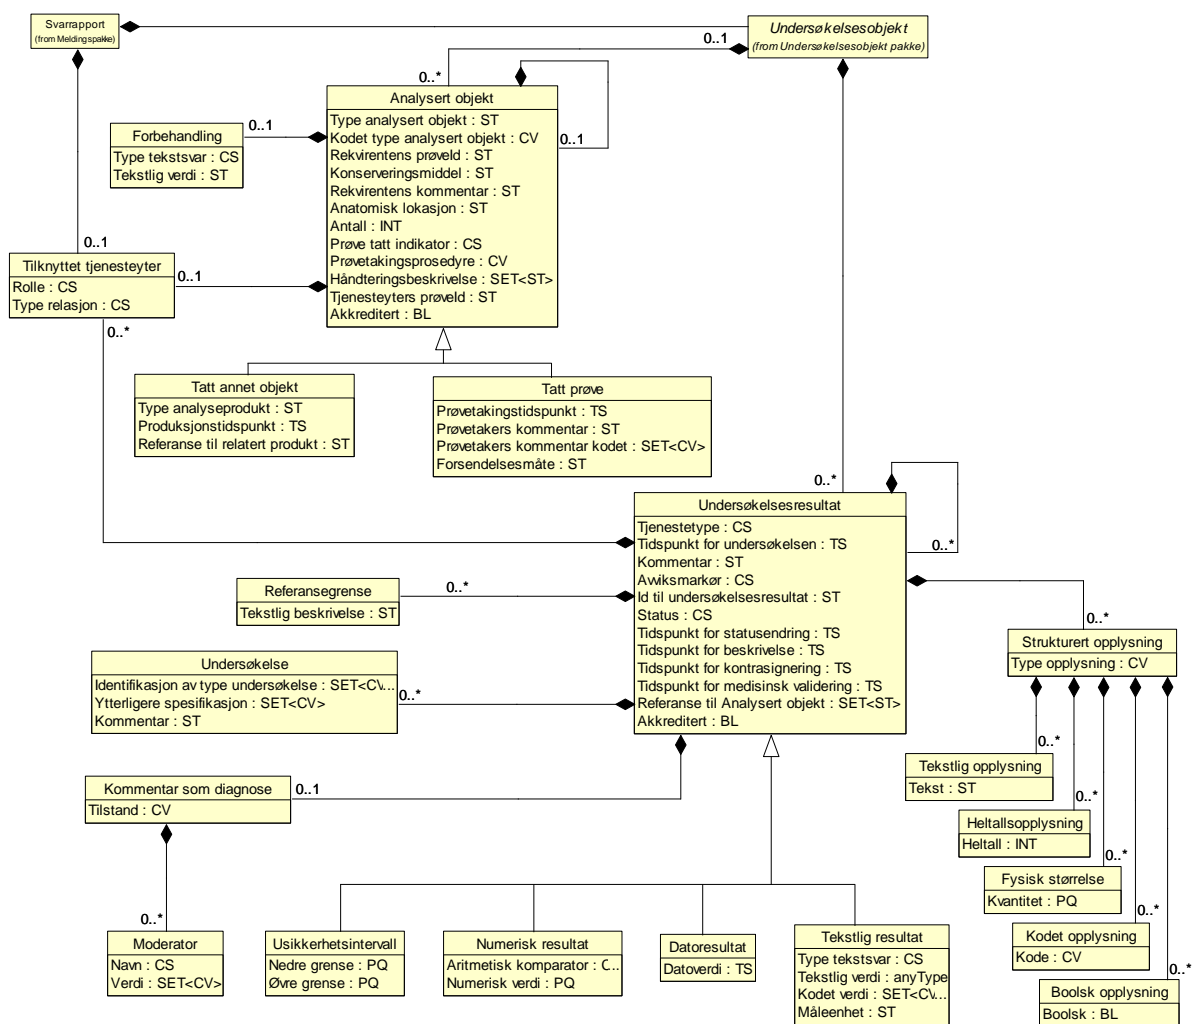 Svarrapport
(from Meldingspakke)
Undersøkelsesobjekt
(from Undersøkelsesobjekt pakke)
0..1
0..*
Analysert objekt
Type analysert objekt : ST
Kodet type analysert objekt : CV
Rekvirentens prøveId : ST
Konserveringsmiddel : ST
Rekvirentens kommentar : ST
Anatomisk lokasjon : ST
Antall : INT
Prøve tatt indikator : CS
Prøvetakingsprosedyre : CV
Håndteringsbeskrivelse : SET<ST>
Tjenesteyters prøveId : ST
Akkreditert : BL
0..1
0..1
Forbehandling
Type tekstsvar : CS
Tekstlig verdi : ST
0..1
Tilknyttet tjenesteyter
Rolle : CS
Type relasjon : CS
0..1
0..*
Tatt annet objekt
Type analyseprodukt : ST
Produksjonstidspunkt : TS
Referanse til relatert produkt : ST
Tatt prøve
Prøvetakingstidspunkt : TS
Prøvetakers kommentar : ST
Prøvetakers kommentar kodet : SET<CV>
Forsendelsesmåte : ST
0..*
Undersøkelsesresultat
Tjenestetype : CS
Tidspunkt for undersøkelsen : TS
Kommentar : ST
Avviksmarkør : CS
Id til undersøkelsesresultat : ST
Status : CS
Tidspunkt for statusendring : TS
Tidspunkt for beskrivelse : TS
Tidspunkt for kontrasignering : TS
Tidspunkt for medisinsk validering : TS
Referanse til Analysert objekt : SET<ST>
Akkreditert : BL
0..*
Referansegrense
Tekstlig beskrivelse : ST
0..*
Undersøkelse
Identifikasjon av type undersøkelse : SET<CV...
Ytterligere spesifikasjon : SET<CV>
Kommentar : ST
0..*
0..*
Strukturert opplysning
Type opplysning : CV
0..*
Tekstlig opplysning
Tekst : ST
0..*
Heltallsopplysning
Heltall : INT
0..*
Fysisk størrelse
Kvantitet : PQ
0..*
Kodet opplysning
Kode : CV
0..*
Boolsk opplysning
Boolsk : BL
Kommentar som diagnose
Tilstand : CV
0..1
0..*
Moderator
Navn : CS
Verdi : SET<CV>
Usikkerhetsintervall
Nedre grense : PQ
Øvre grense : PQ
Numerisk resultat
Aritmetisk komparator : C...
Numerisk verdi : PQ
Datoresultat
Datoverdi : TS
Tekstlig resultat
Type tekstsvar : CS
Tekstlig verdi : anyType
Kodet verdi : SET<CV...
Måleenhet : ST